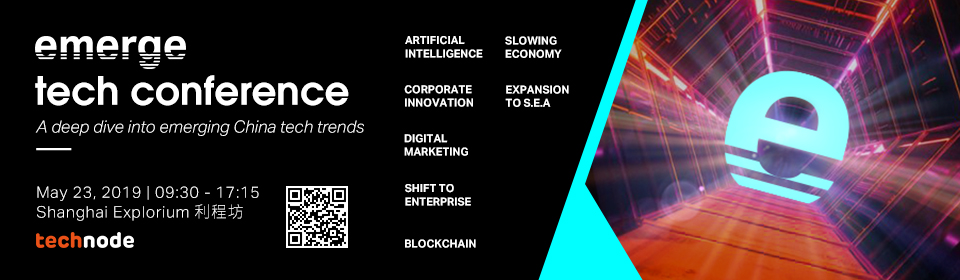 emerge
tech conference
A deep dive into emerging China tech trends
May 23, 2019 | 09:30 - 17:15
Shanghai Explorium 利程坊
technode
ARTIFICIAL
INTELLIGENCE
CORPORATE
INNOVATION
DIGITAL
MARKETING
SHIFT TO
ENTERPRISE
BLOCKCHAIN
SLOWING
ECONOMY
EXPANSION
TO S.E.A
e